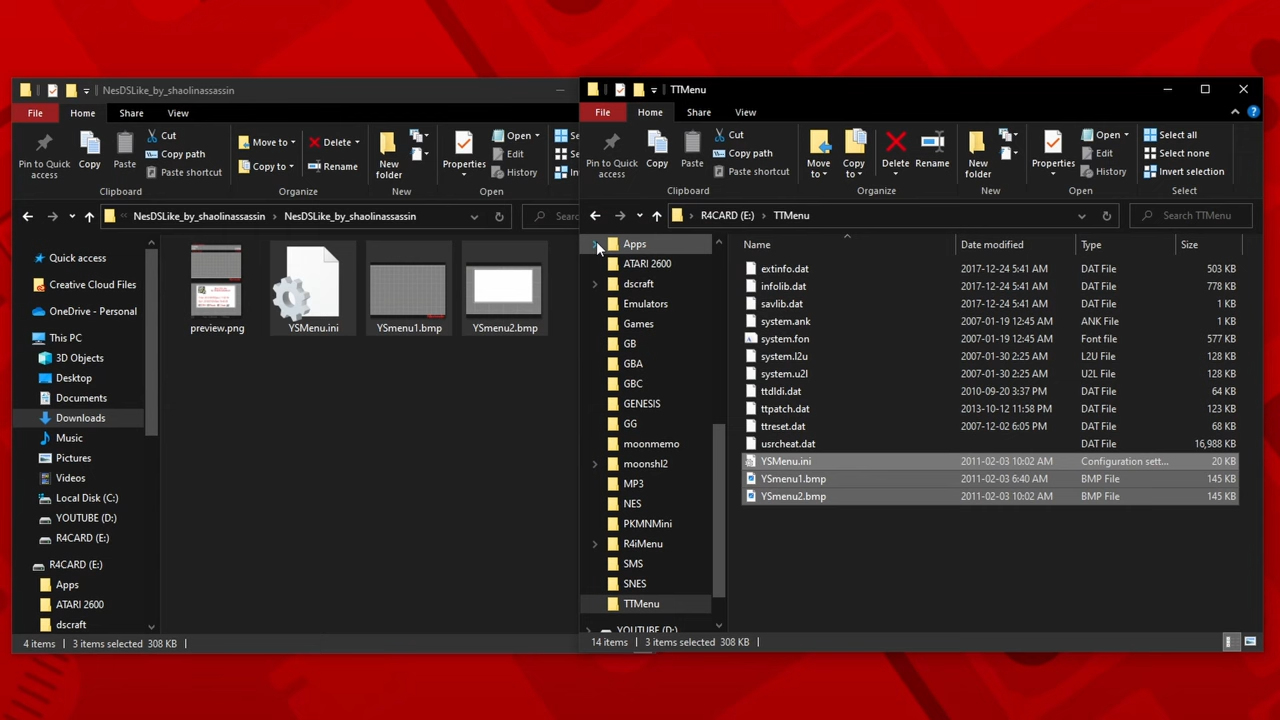 NesDSLike_by_shaolinassassin
File Home Share View
Pin to Quick access
Copy
Paste
Cut
Copy path
Paste shortcut
Clipboard
Move to
Copy to
Delete
Rename
Organize
New folder
New
Properties
Open
Edit
History
Open
NesDSLike_by_shaolinassassin NesDSLike_by_shaolinassassin
Quick access
Creative Cloud Files
OneDrive - Personal
This PC
3D Objects
Desktop
Documents
Downloads
Music
Pictures
Videos
Local Disk (C:)
YOUTUBE (D:)
R4CARD (E:)
R4CARD (E:)
Apps
ATARI 2600
dscraft
preview.png YSMenu.ini YSmenu1.bmp YSmenu2.bmp
4 items 3 items selected 308 KB
TTMenu
File Home Share View
Pin to Quick access
Copy
Paste
Cut
Copy path
Paste shortcut
Clipboard
Move to
Copy to
Delete
Rename
Organize
New folder
New
Properties
Open
Edit
History
Open
Select all
Select none
Invert selection
Select
R4CARD (E:) TTMenu
Search TTMenu
Apps
ATARI 2600
dscraft
Emulators
Games
GB
GBA
GBC
GENESIS
GG
moonmemo
moonshl2
MP3
NES
PKMNMini
R4iMenu
SMS
SNES
TTMenu
YOUTUBE (D:)
Name Date modified Type Size
extinfo.dat 2017-12-24 5:41 AM DAT File 503 KB
infolib.dat 2017-12-24 5:41 AM DAT File 778 KB
savlib.dat 2017-12-24 5:41 AM DAT File 1 KB
system.ank 2007-01-19 12:45 AM ANK File 3 KB
system.fon 2007-01-19 12:45 AM Font file 577 KB
system.l2u 2007-01-30 2:25 AM L2U File 128 KB
system.u2l 2007-01-30 2:25 AM U2L File 128 KB
ttdldi.dat 2010-09-20 3:37 PM DAT File 64 KB
ttpatch.dat 2013-10-12 11:58 PM DAT File 123 KB
ttreset.dat 2007-12-02 6:05 PM DAT File 68 KB
usrcheat.dat DAT File 16,988 KB
YSMenu.ini 2011-02-03 10:02 AM Configuration sett... 20 KB
YSmenu1.bmp 2011-02-03 6:40 AM BMP File 145 KB
YSmenu2.bmp 2011-02-03 10:02 AM BMP File 145 KB
14 items 3 items selected 308 KB